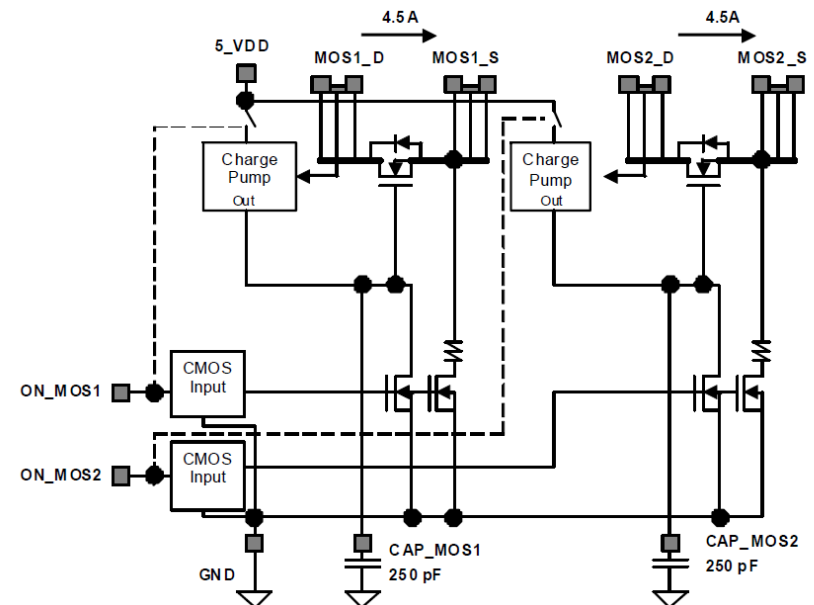 4.5A
4.5A
5_VDD
MOS1_D
MOS1_S
MOS2_D
MOS2_S
Charge
Pump
Out
Charge
Pump
Out
CMOS
Input
ON_MOS1
CMOS
Input
ON_MOS2
GND
CAP_MOS1
250 pF
CAP_MOS2
250 pF